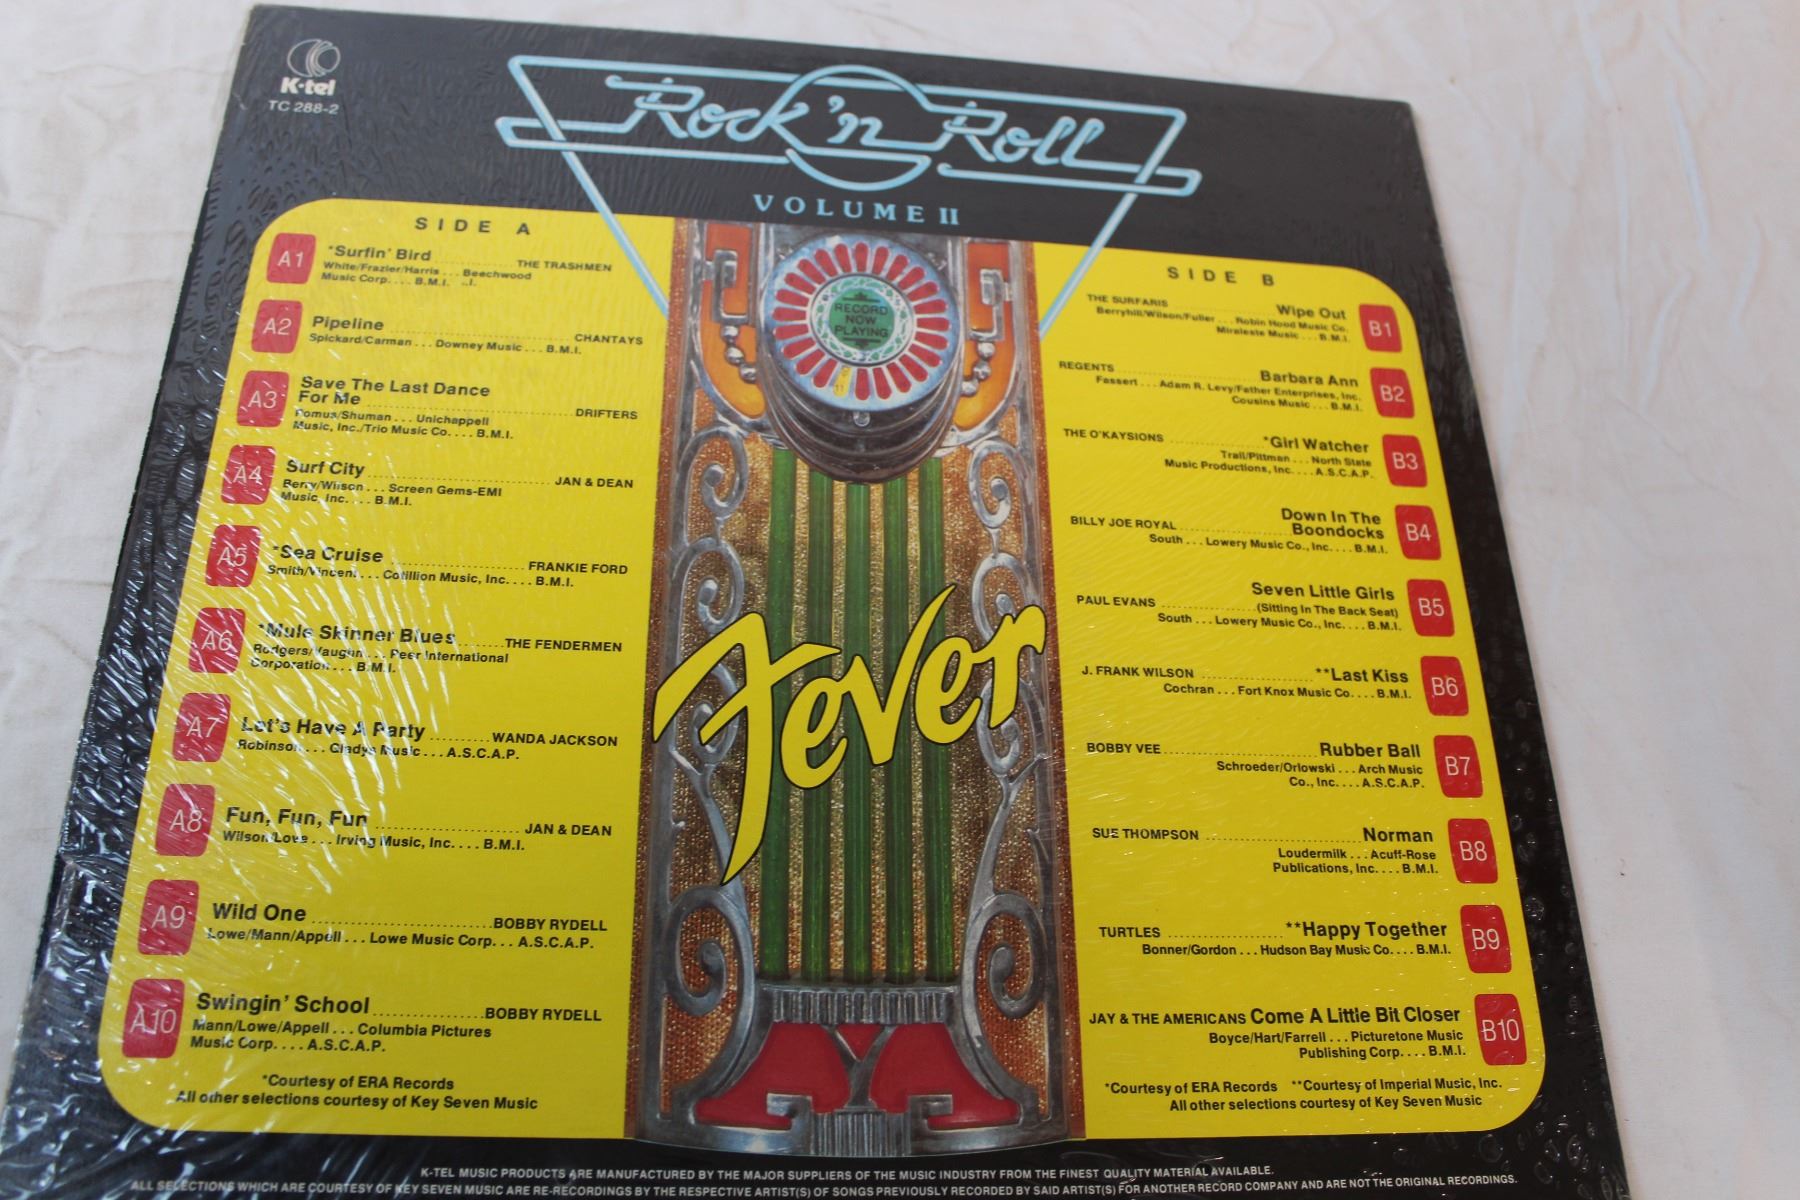 K·tel
TC 288-2
Rock 'n Roll
VOLUME II
SIDE A
A1 *Surfin' Bird .......... THE TRASHMEN
White/Frazier/Harris . . . Beechwood
Music Corp. . . . B.M.I.
A2 Pipeline .......... CHANTAYS
Spickard/Carman . . . Downey Music . . . B.M.I.
A3 Save The Last Dance
For Me .......... DRIFTERS
Pomus/Shuman . . . Unichappell
Music, Inc./Trio Music Co. . . . B.M.I.
A4 Surf City .......... JAN & DEAN
Berry/Wilson . . . Screen Gems-EMI
Music, Inc. . . . B.M.I.
A5 *Sea Cruise .......... FRANKIE FORD
Smith/Vincent . . . Cotillion Music, Inc. . . . B.M.I.
A6 *Mule Skinner Blues ........ THE FENDERMEN
Rodgers/Vaughn . . . Peer International
Corporation . . . B.M.I.
A7 Let's Have A Party .......... WANDA JACKSON
Robinson . . . Gladys Music . . . A.S.C.A.P.
A8 Fun, Fun, Fun .......... JAN & DEAN
Wilson/Love . . . Irving Music, Inc. . . . B.M.I.
A9 Wild One .......... BOBBY RYDELL
Lowe/Mann/Appell . . . Lowe Music Corp. . . A.S.C.A.P.
A10 Swingin' School .......... BOBBY RYDELL
Mann/Lowe/Appell . . . Columbia Pictures
Music Corp. . . . A.S.C.A.P.
*Courtesy of ERA Records
All other selections courtesy of Key Seven Music
RECORD
NOW
PLAYING
Fever
SIDE B
THE SURFARIS .......... Wipe Out B1
Berryhill/Wilson/Fuller . . . Robin Hood Music Co.
Miraleste Music . . . B.M.I.
REGENTS .......... Barbara Ann B2
Fassert . . . Adam R. Levy/Father Enterprises, Inc.
Cousins Music . . . B.M.I.
THE O'KAYSIONS .......... *Girl Watcher B3
Trail/Pittman . . . North State
Music Productions, Inc. . . . A.S.C.A.P.
Down In The
BILLY JOE ROYAL .......... Boondocks B4
South . . . Lowery Music Co., Inc. . . . B.M.I.
Seven Little Girls B5
PAUL EVANS .......... (Sitting In The Back Seat)
South . . . Lowery Music Co., Inc. . . . B.M.I.
J. FRANK WILSON .......... **Last Kiss B6
Cochran . . . Fort Knox Music Co. . . . B.M.I.
BOBBY VEE .......... Rubber Ball B7
Schroeder/Orlowski . . . Arch Music
Co., Inc. . . . A.S.C.A.P.
SUE THOMPSON .......... Norman B8
Loudermilk . . . Acuff-Rose
Publications, Inc. . . . B.M.I.
TURTLES .......... **Happy Together B9
Bonner/Gordon . . . Hudson Bay Music Co. . . . B.M.I.
JAY & THE AMERICANS Come A Little Bit Closer B10
Boyce/Hart/Farrell . . . Picturetone Music
Publishing Corp. . . . B.M.I.
*Courtesy of ERA Records **Courtesy of Imperial Music, Inc.
All other selections courtesy of Key Seven Music
K-TEL MUSIC PRODUCTS ARE MANUFACTURED BY THE MAJOR SUPPLIERS OF THE MUSIC INDUSTRY FROM THE FINEST QUALITY MATERIAL AVAILABLE.
ALL SELECTIONS WHICH ARE COURTESY OF KEY SEVEN MUSIC ARE RE-RECORDINGS BY THE RESPECTIVE ARTIST(S) OF SONGS PREVIOUSLY RECORDED BY SAID ARTIST(S) FOR ANOTHER RECORD COMPANY AND ARE NOT THE ORIGINAL RECORDINGS.